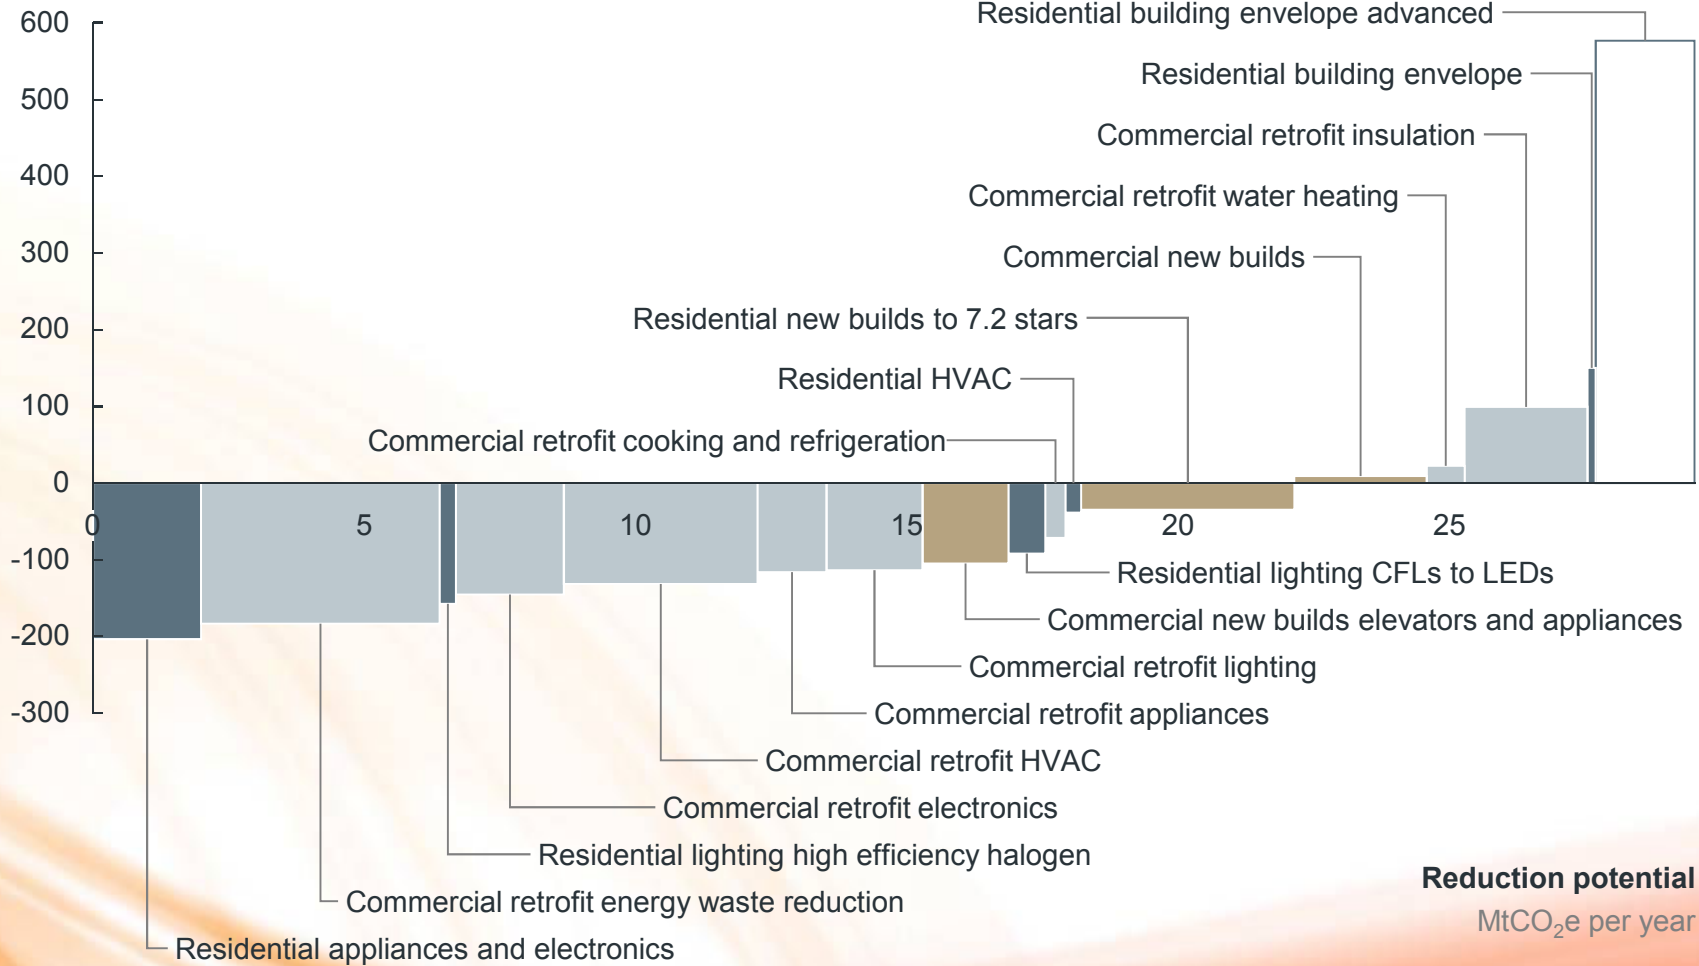 600
Residential building envelope advanced
Residential building envelope
500
Commercial retrofit insulation
400
Commercial retrofit water heating
300
Commercial new builds
200
Residential new builds to 7.2 stars
Residential HVAC
100
Commercial retrofit cooking and refrigeration
0
0 5 10 15 20 25
-100
Residential lighting CFLs to LEDs
Commercial new builds elevators and appliances
-200
Commercial retrofit lighting
-300
Commercial retrofit appliances
Commercial retrofit HVAC
Commercial retrofit electronics
Residential lighting high efficiency halogen
Reduction potential
Commercial retrofit energy waste reduction
MtCO₂e per year
Residential appliances and electronics